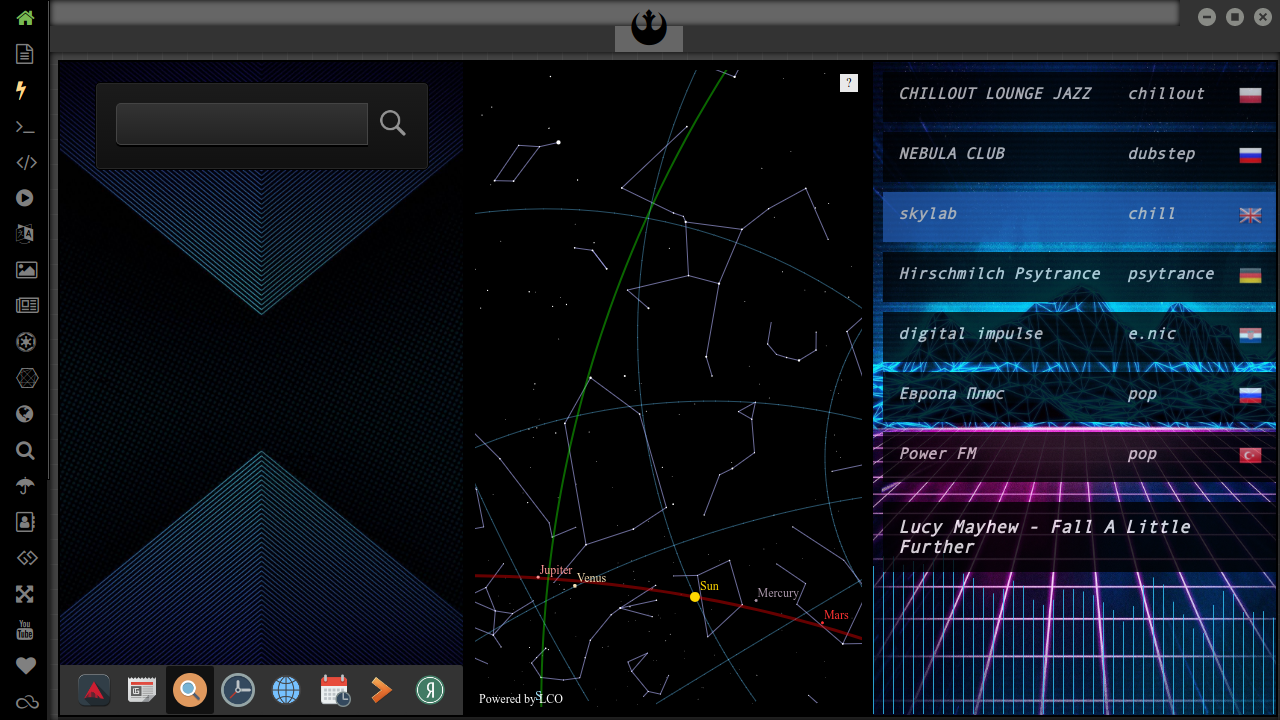 ?
CHILLOUT LOUNGE JAZZ chillout
NEBULA CLUB dubstep
skylab chill
Hirschmilch Psytrance psytrance
digital impulse e.nic
Европа Плюс pop
Power FM pop
Lucy Mayhew - Fall A Little
Further
Jupiter
Venus
Sun
Mercury
Mars
S
Powered by LCO
You
Tube
Я